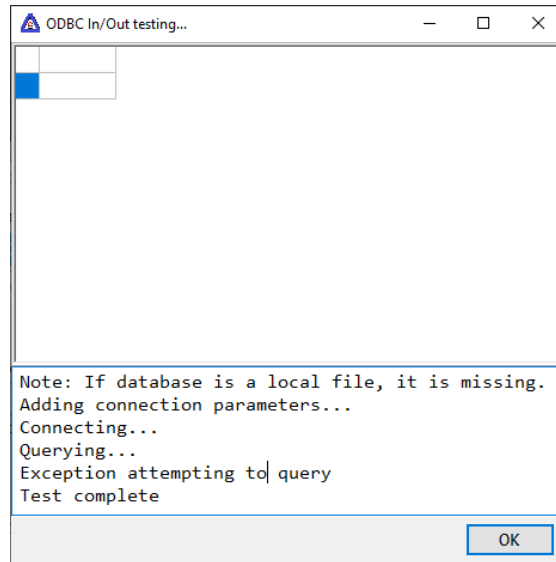 ODBC In/Out testing...
Note: If database is a local file, it is missing.
Adding connection parameters...
Connecting...
Querying...
Exception attempting to query
Test complete
OK